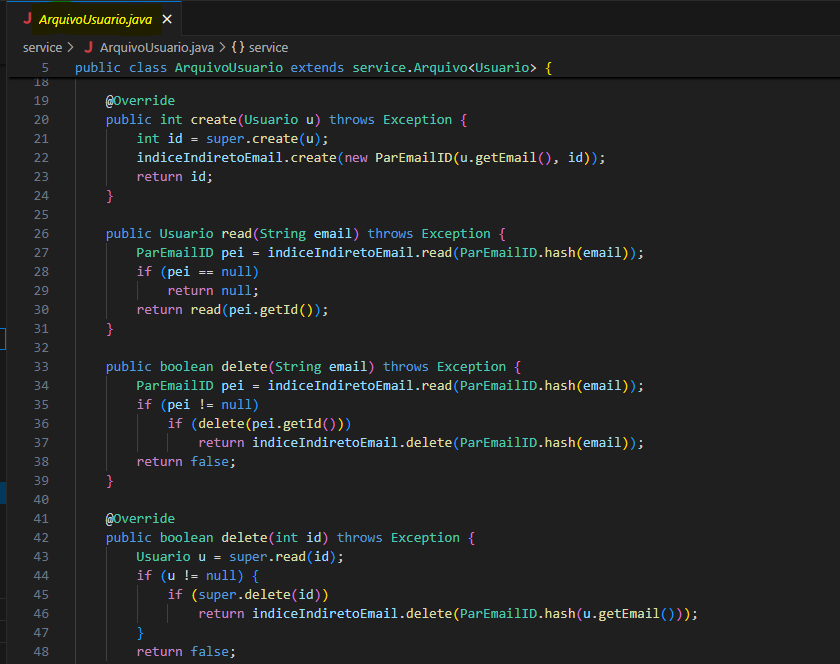 J ArquivoUsuario.java ×
service > J ArquivoUsuario.java > {} service
5 public class ArquivoUsuario extends service.Arquivo<Usuario> {
18
19 @Override
20 public int create(Usuario u) throws Exception {
21 int id = super.create(u);
22 indiceIndiretoEmail.create(new ParEmailID(u.getEmail(), id));
23 return id;
24 }
25
26 public Usuario read(String email) throws Exception {
27 ParEmailID pei = indiceIndiretoEmail.read(ParEmailID.hash(email));
28 if (pei == null)
29 return null;
30 return read(pei.getId());
31 }
32
33 public boolean delete(String email) throws Exception {
34 ParEmailID pei = indiceIndiretoEmail.read(ParEmailID.hash(email));
35 if (pei != null)
36 if (delete(pei.getId()))
37 return indiceIndiretoEmail.delete(ParEmailID.hash(email));
38 return false;
39 }
40
41 @Override
42 public boolean delete(int id) throws Exception {
43 Usuario u = super.read(id);
44 if (u != null) {
45 if (super.delete(id))
46 return indiceIndiretoEmail.delete(ParEmailID.hash(u.getEmail()));
47 }
48 return false;